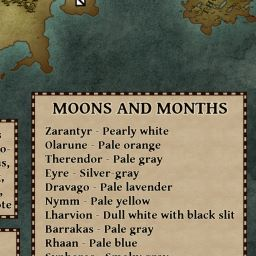 MOONS AND MONTHS
Zarantyr - Pearly white
Olarune - Pale orange
Therendor - Pale gray
Eyre - Silver-gray
Dravago - Pale lavender
Nymm - Pale yellow
Lharvion - Dull white with black slit
Barrakas - Pale gray
Rhaan - Pale blue